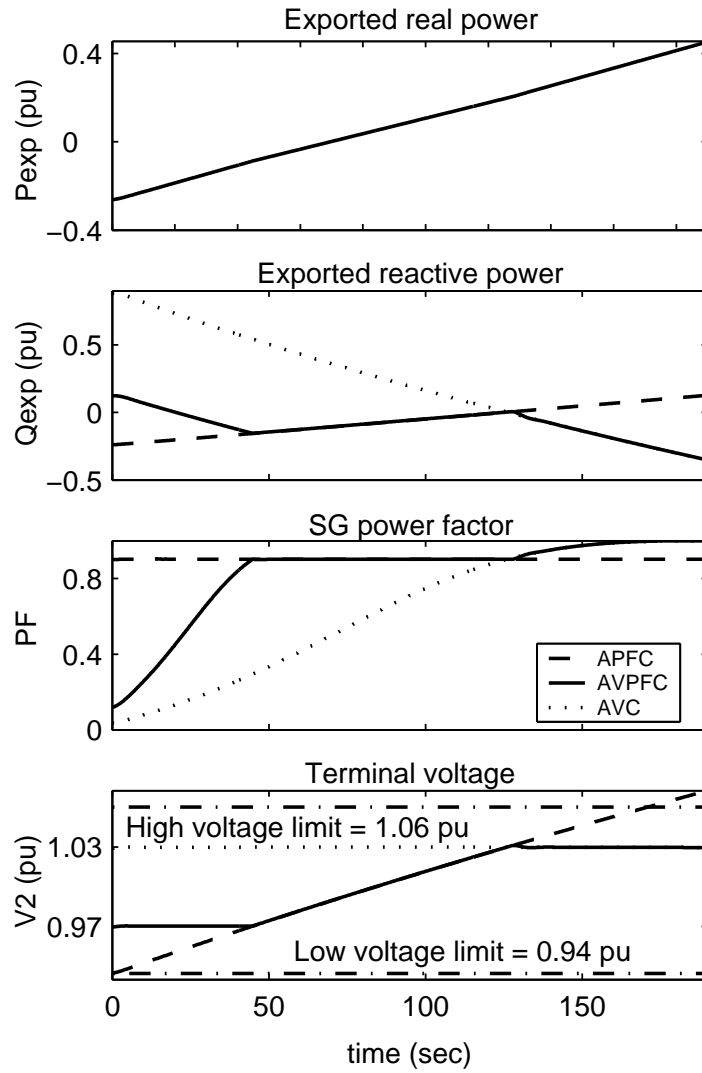 Exported real power
0.4
0
−0.4
Pexp (pu)
Exported reactive power
0.5
0
−0.5
Qexp (pu)
SG power factor
0.8
0.4
0
PF
APFC
AVPFC
AVC
Terminal voltage
High voltage limit = 1.06 pu
1.03
0.97
V2 (pu)
Low voltage limit = 0.94 pu
0 50 100 150
time (sec)